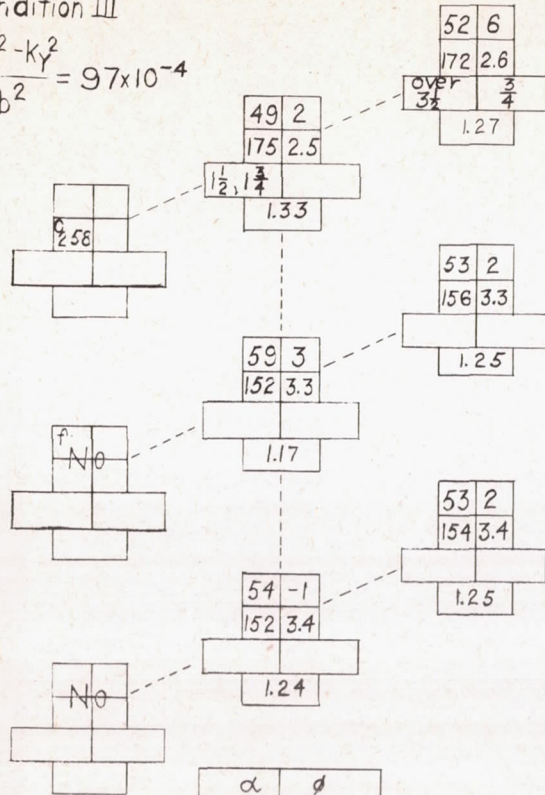 ndition III
² - Ky²
b² = 97x10⁻⁴
52 6
172 2.6
over 3½ ¾
1.27
49 2
175 2.5
1½, 1¾
1.33
258
53 2
156 3.3
1.25
59 3
152 3.3
1.17
No
53 2
154 3.4
1.25
54 -1
152 3.4
1.24
No
α φ